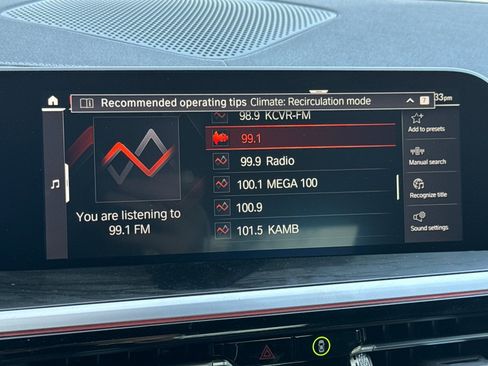 Recommended operating tips Climate: Recirculation mode
7
33pm
98.9 KCVR-FM
99.1
99.9 Radio
100.1 MEGA 100
100.9
101.5 KAMB
You are listening to
99.1 FM
Add to presets
Manual search
Recognize title
Sound settings